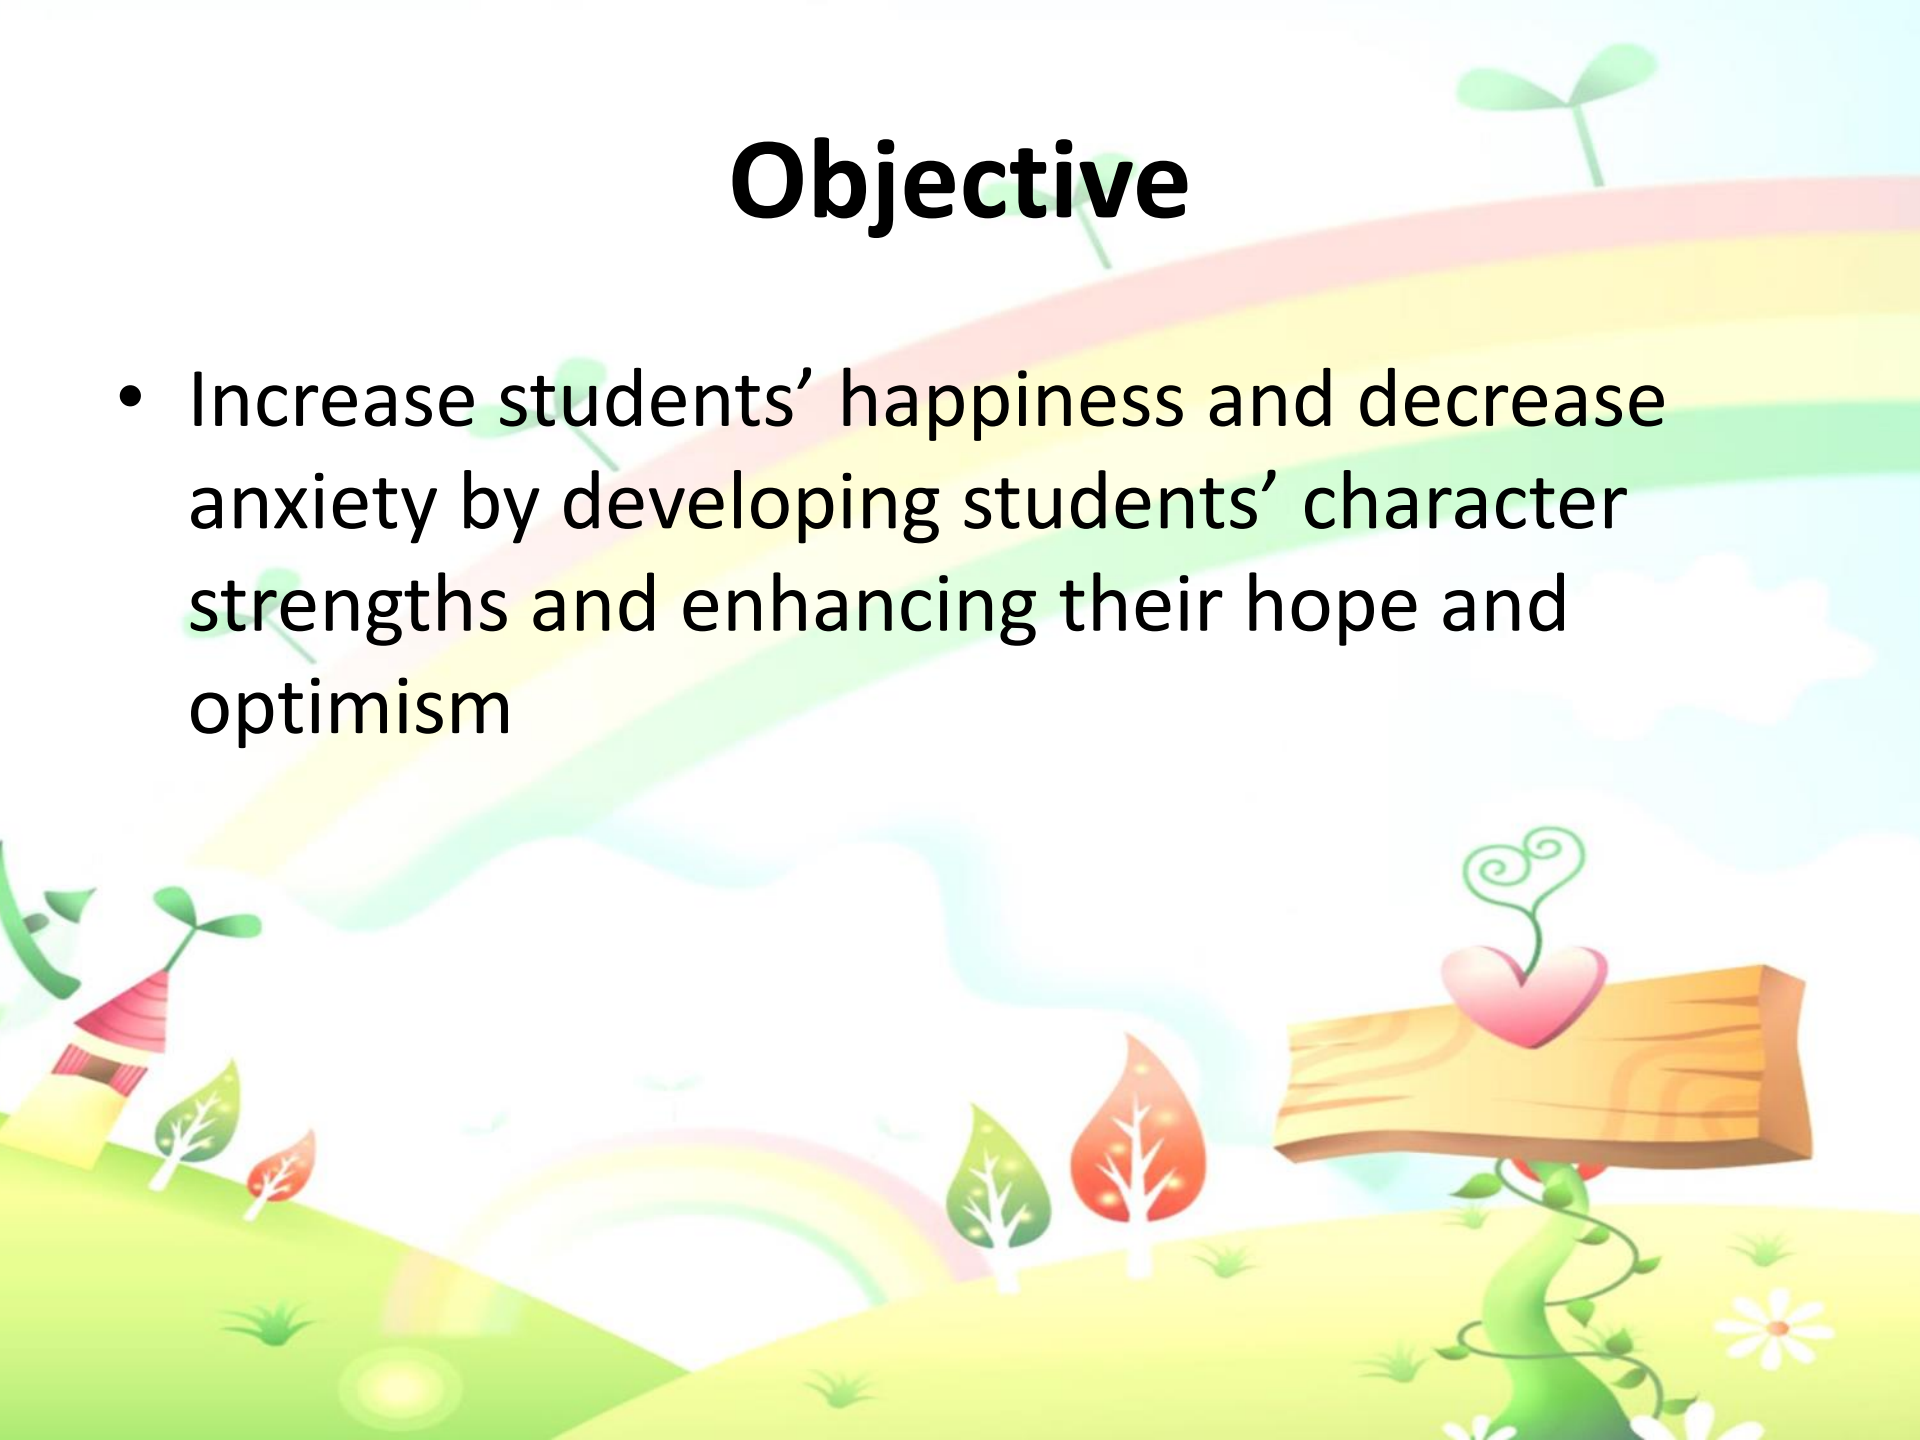 Objective
• Increase students’ happiness and decrease
anxiety by developing students’ character
strengths and enhancing their hope and
optimism